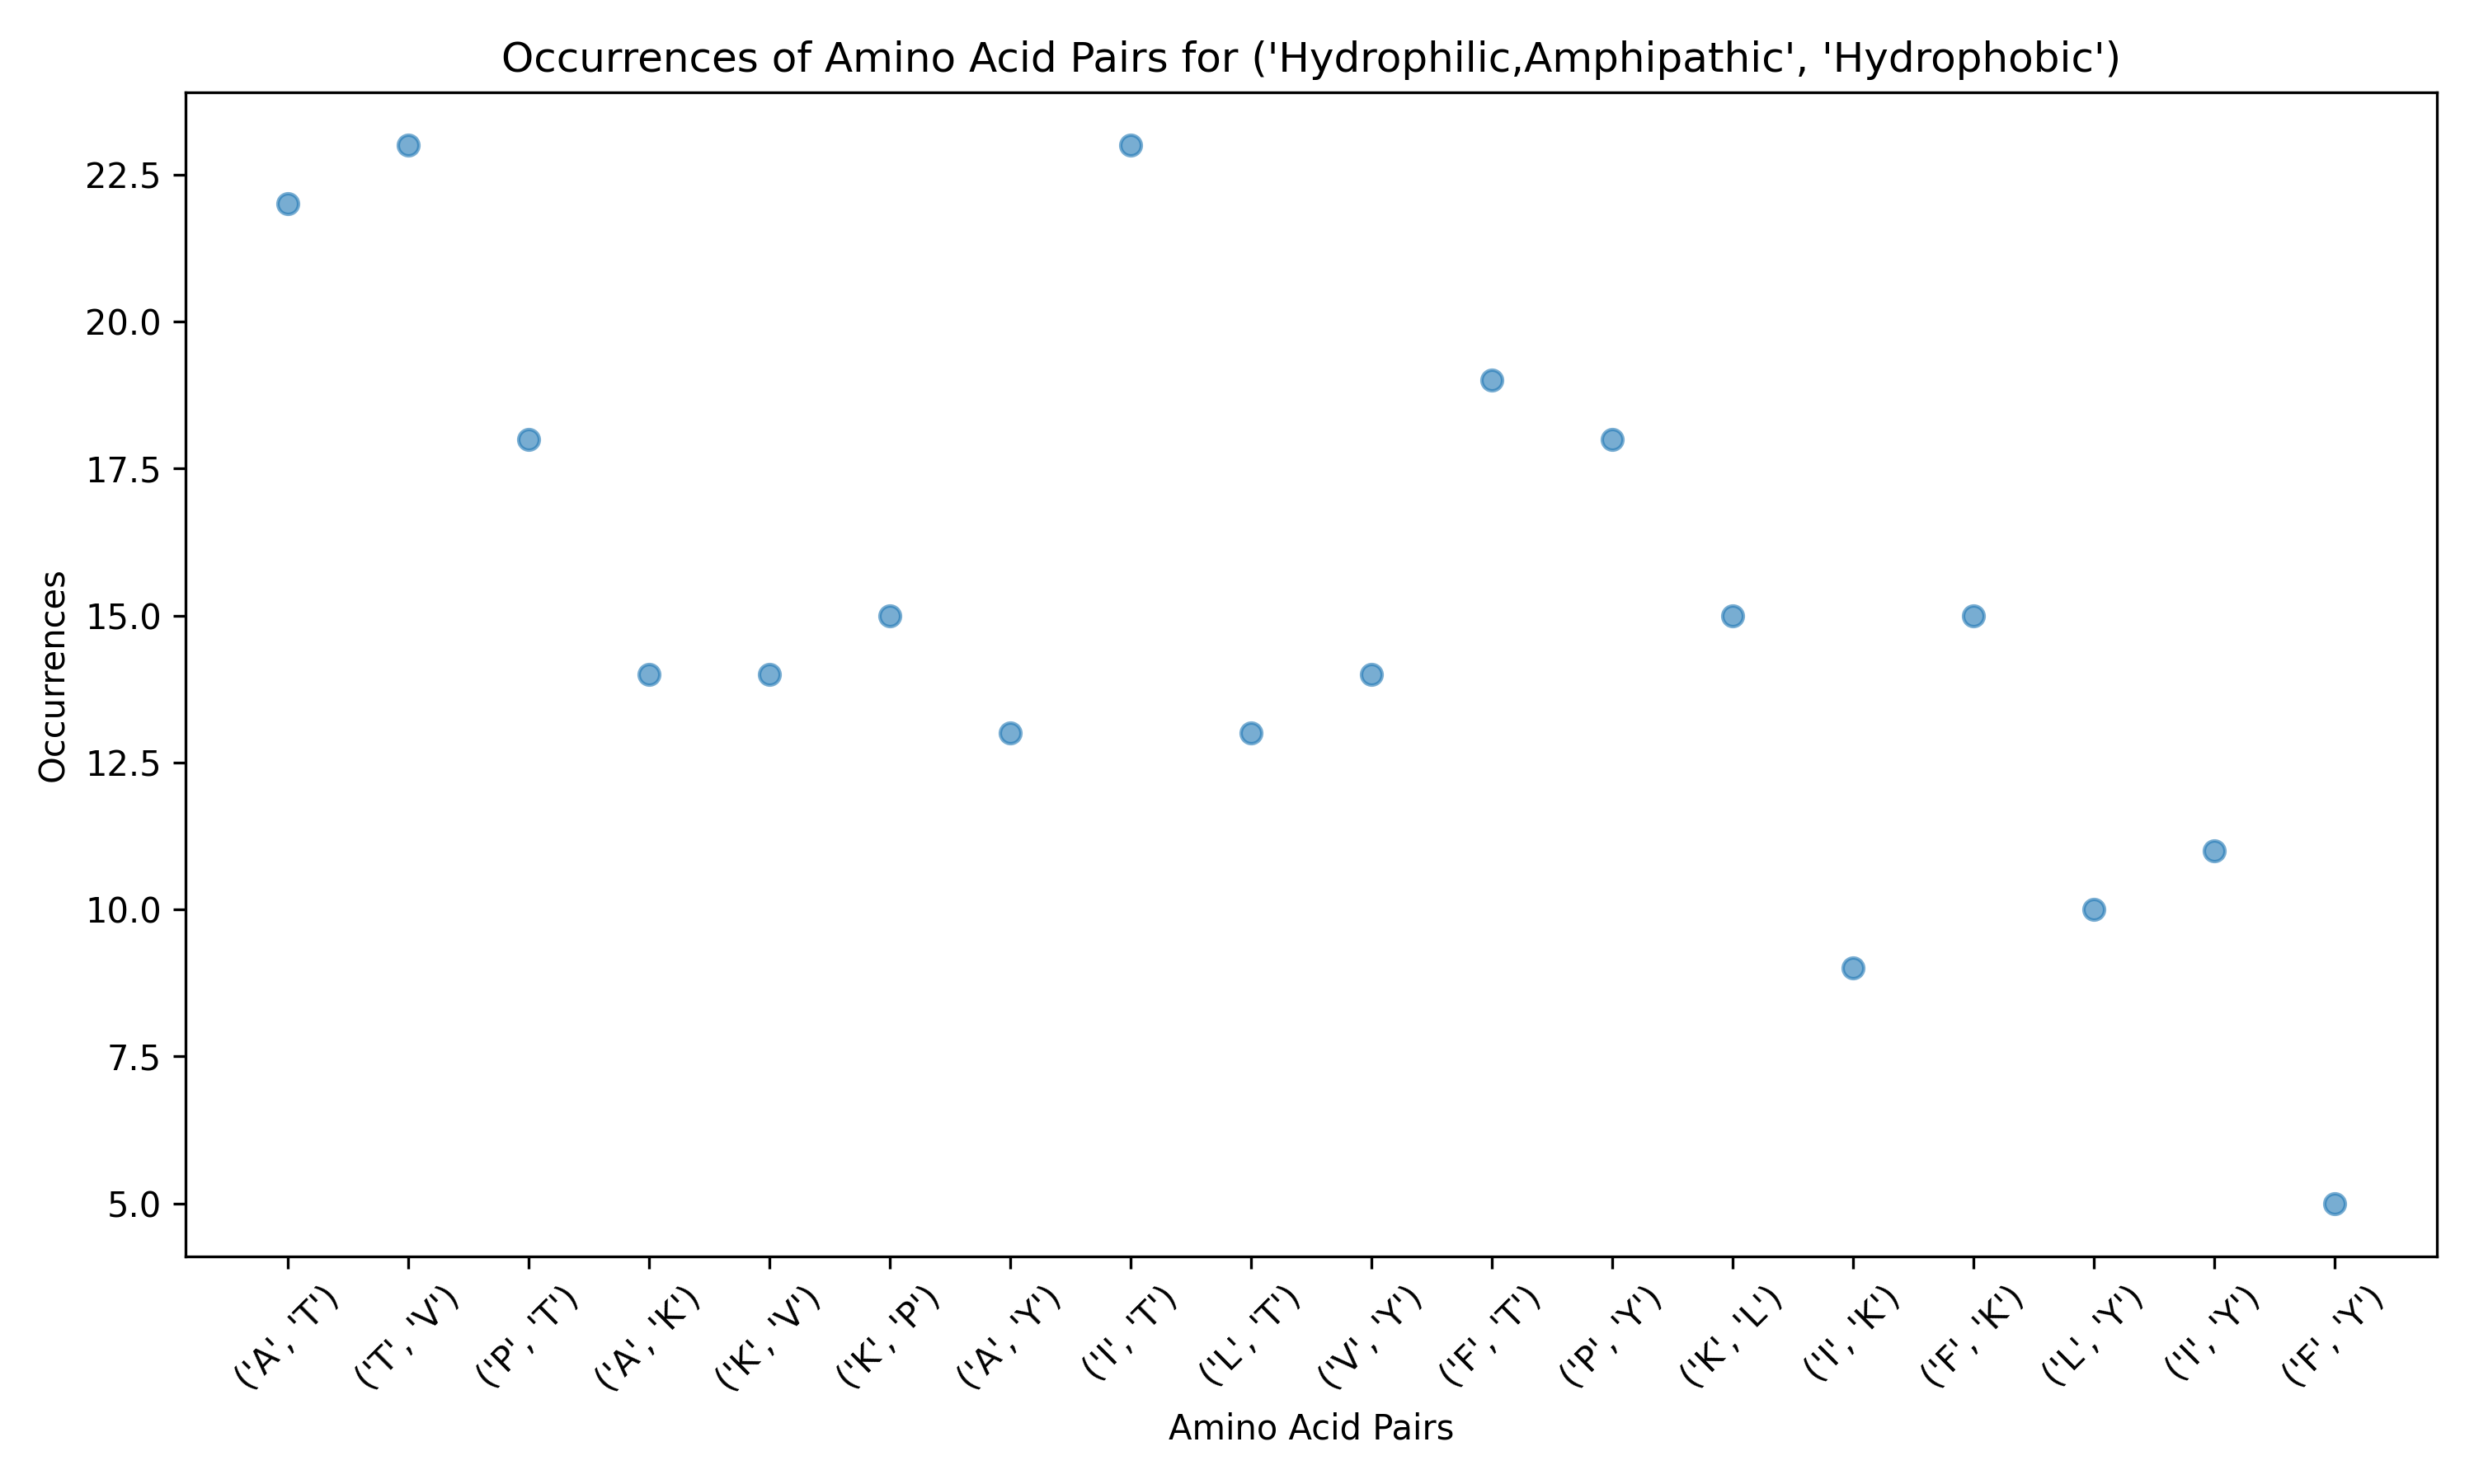 Occurrences of Amino Acid Pairs for ('Hydrophilic,Amphipathic', 'Hydrophobic')
Occurrences
22.5
20.0
17.5
15.0
12.5
10.0
7.5
5.0
('A', 'T')
('T', 'V')
('P', 'T')
('A', 'K')
('K', 'V')
('K', 'P')
('A', 'Y')
('I', 'T')
('L', 'T')
('V', 'Y')
('F', 'T')
('P', 'Y')
('K', 'L')
('I', 'K')
('F', 'K')
('L', 'Y')
('I', 'Y')
('F', 'Y')
Amino Acid Pairs